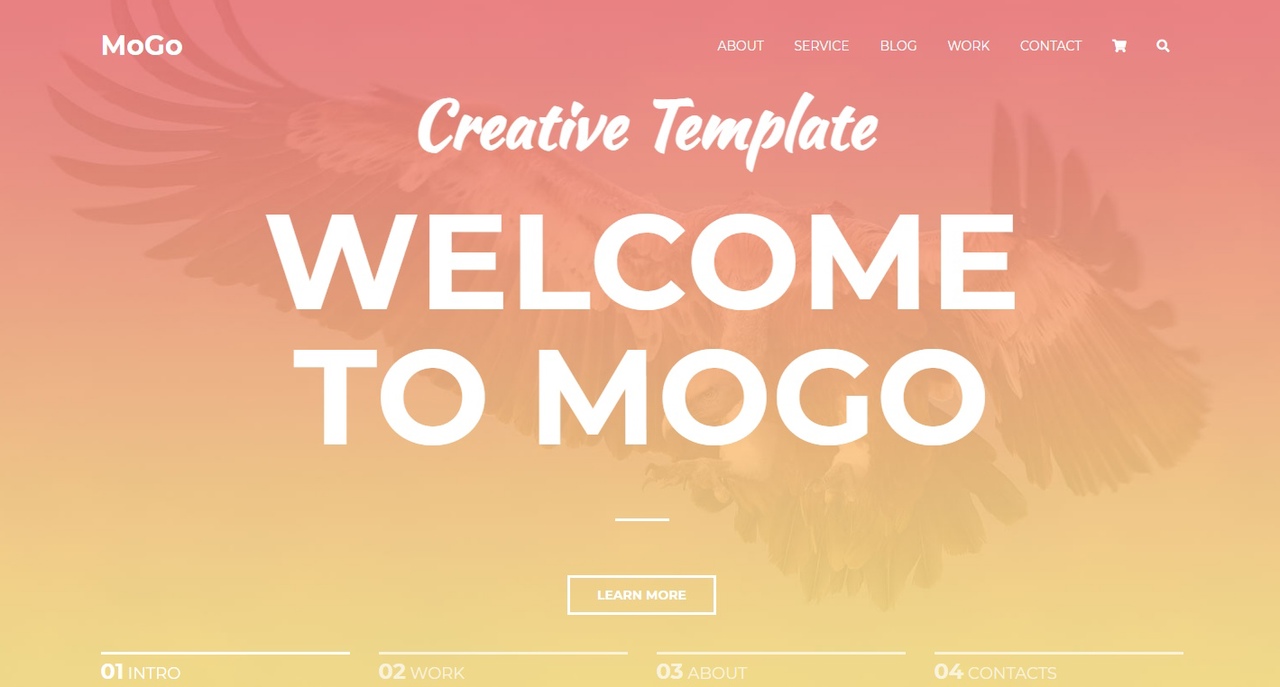 MoGo
ABOUT SERVICE BLOG WORK CONTACT
Creative Template
WELCOME
TO MOGO
LEARN MORE
01 INTRO
02 WORK
03 ABOUT
04 CONTACTS